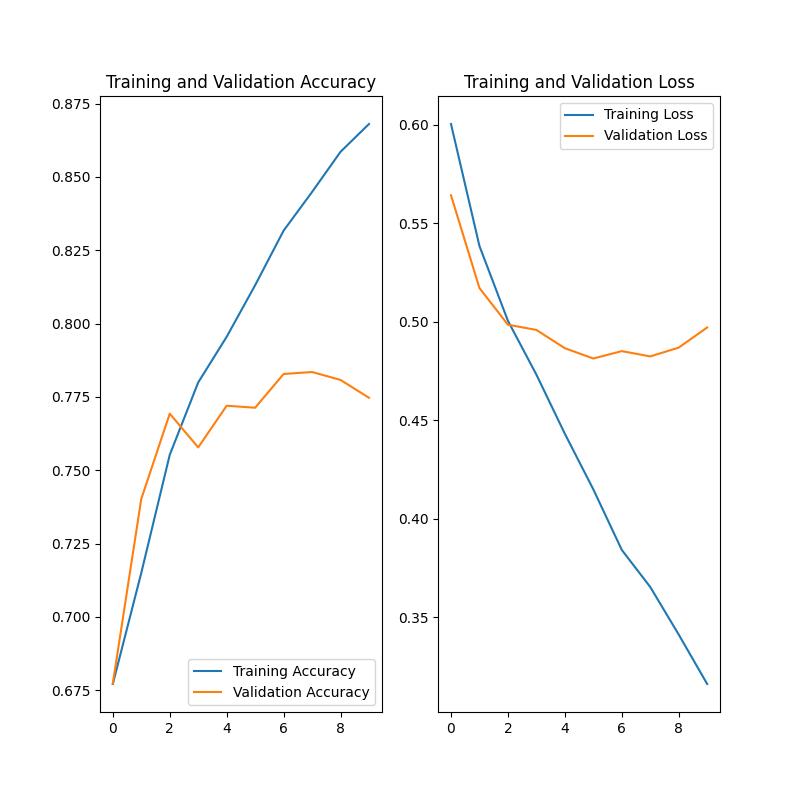 Training and Validation Accuracy
0.875
0.850
0.825
0.800
0.775
0.750
0.725
0.700
0.675
0 2 4 6 8
Training Accuracy
Validation Accuracy
Training and Validation Loss
0.60
0.55
0.50
0.45
0.40
0.35
0 2 4 6 8
Training Loss
Validation Loss